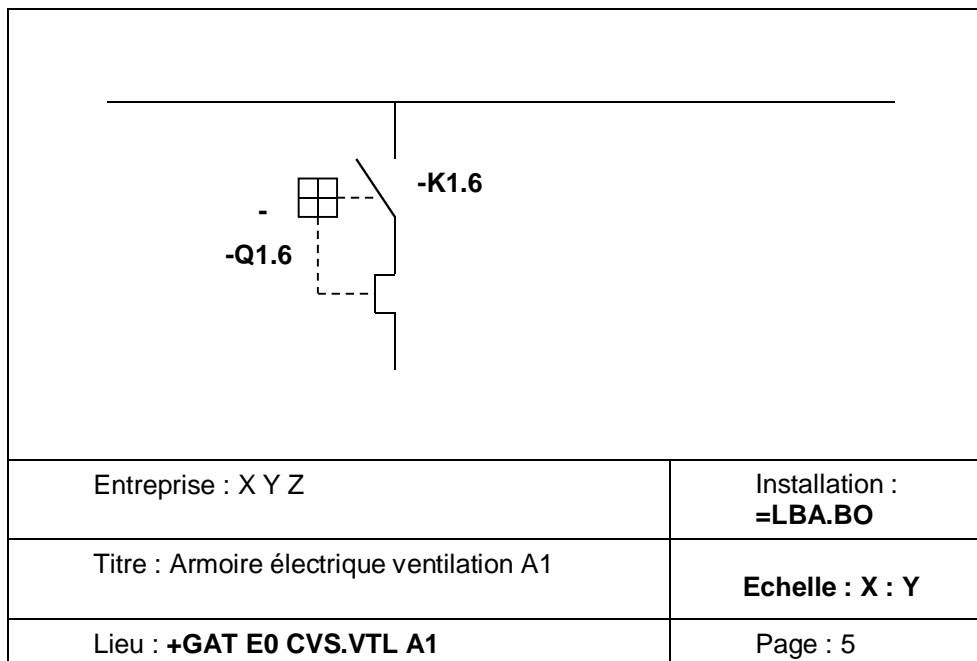 -K1.6
-
-Q1.6
Entreprise : X Y Z
Installation :
=LBA.BO
Titre : Armoire électrique ventilation A1
Echelle : X : Y
Lieu : +GAT E0 CVS.VTL A1
Page : 5